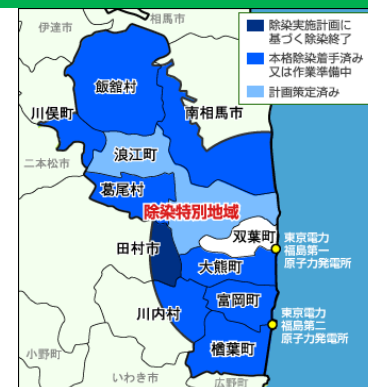 伊達市
相馬市
除染実施計画に
基づく除染終了
本格除染着手済み
又は作業準備中
計画策定済み
飯舘村
川俣町
南相馬市
二本松市
浪江町
葛尾村
除染特別地域
双葉町
田村市
東京電力
福島第一
原子力発電所
大熊町
富岡町
川内村
東京電力
福島第二
原子力発電所
楢葉町
小野町
いわき市
広野町